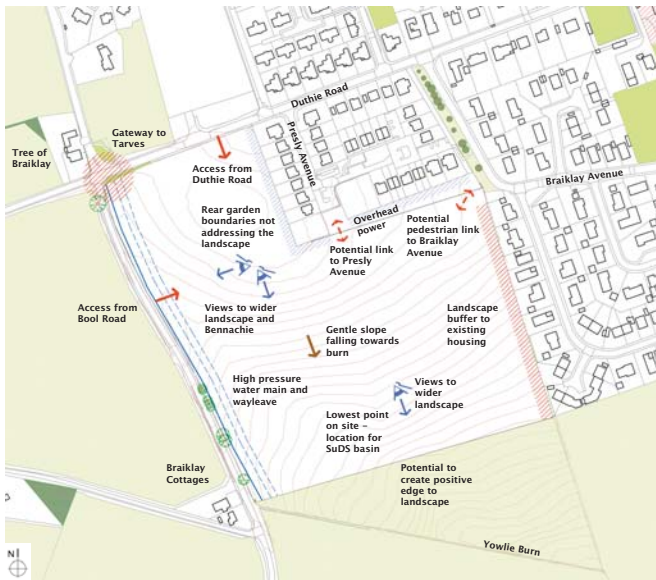 Duthie Road
Presly Avenue
Gateway to
Tarves
Tree of
Braiklay
Access from
Duthie Road
Braiklay Avenue
Rear garden
boundaries not
addressing the
landscape
Overhead
power
Potential link
to Presly
Avenue
Potential
pedestrian link
to Braiklay
Avenue
Access from
Bool Road
Views to wider
landscape and
Bennachie
Landscape
buffer to
existing
housing
Gentle slope
falling towards
burn
High pressure
water main and
wayleave
Views to
wider
landscape
Lowest point
on site –
location for
SuDS basin
Braiklay
Cottages
Potential to
create positive
edge to
landscape
Yowlie Burn
N